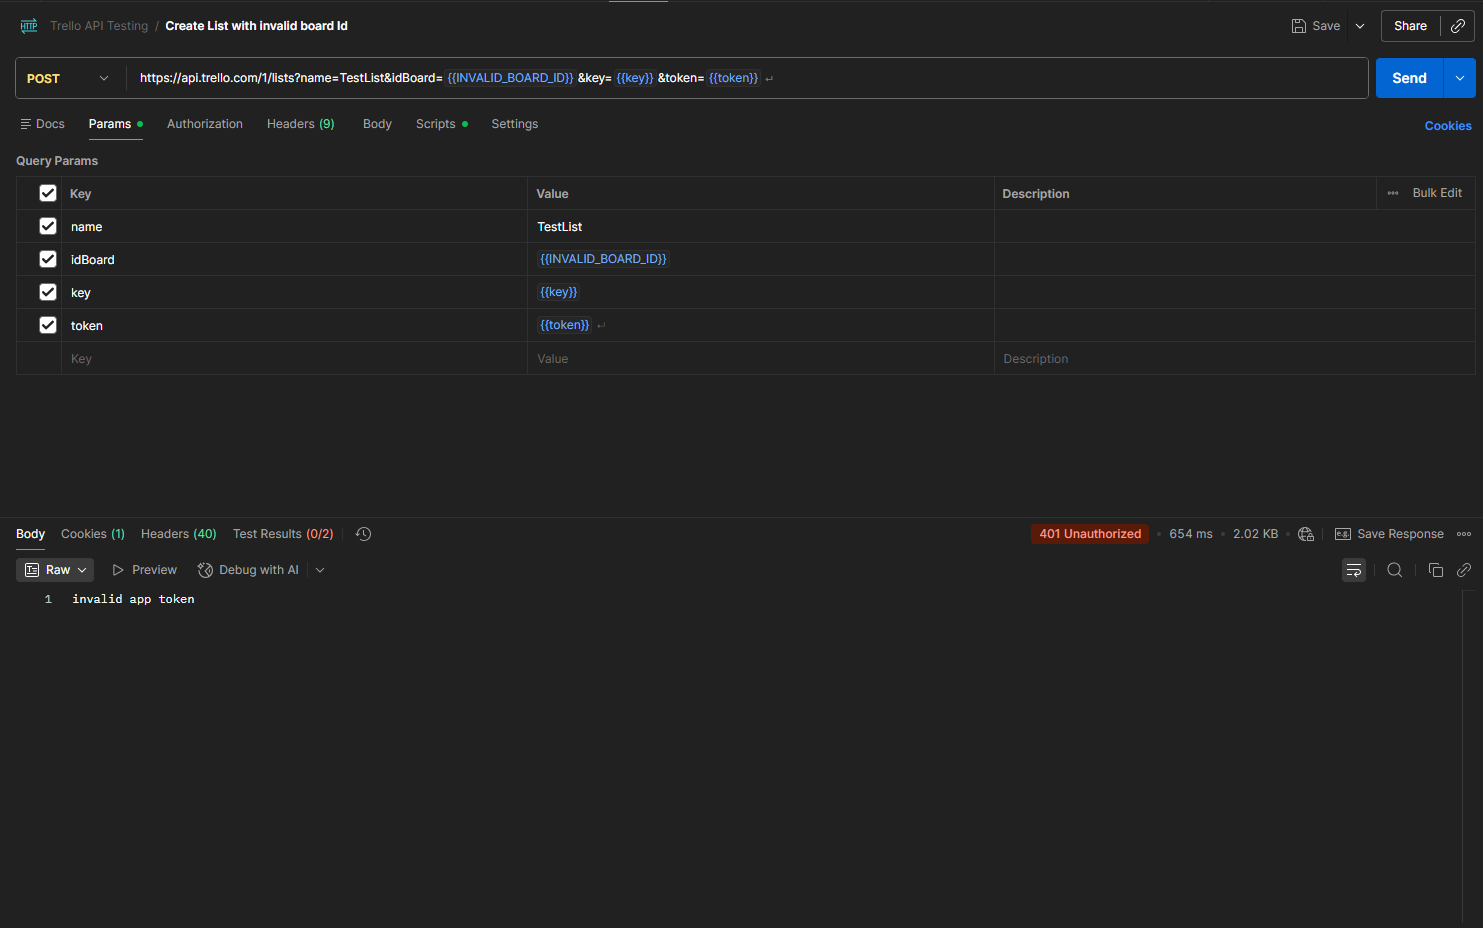 HTTP Trello API Testing / Create List with invalid board Id Save Share
POST https://api.trello.com/1/lists?name=TestList&idBoard= {{INVALID_BOARD_ID}} &key= {{key}} &token= {{token}} ↵ Send
Docs Params Authorization Headers (9) Body Scripts Settings Cookies
Query Params
Key Value Description ••• Bulk Edit
name TestList
idBoard {{INVALID_BOARD_ID}}
key {{key}}
token {{token}} ↵
Key Value Description
Body Cookies (1) Headers (40) Test Results (0/2) 401 Unauthorized • 654 ms • 2.02 KB • e.g. Save Response •••
Raw Preview Debug with AI
1 invalid app token